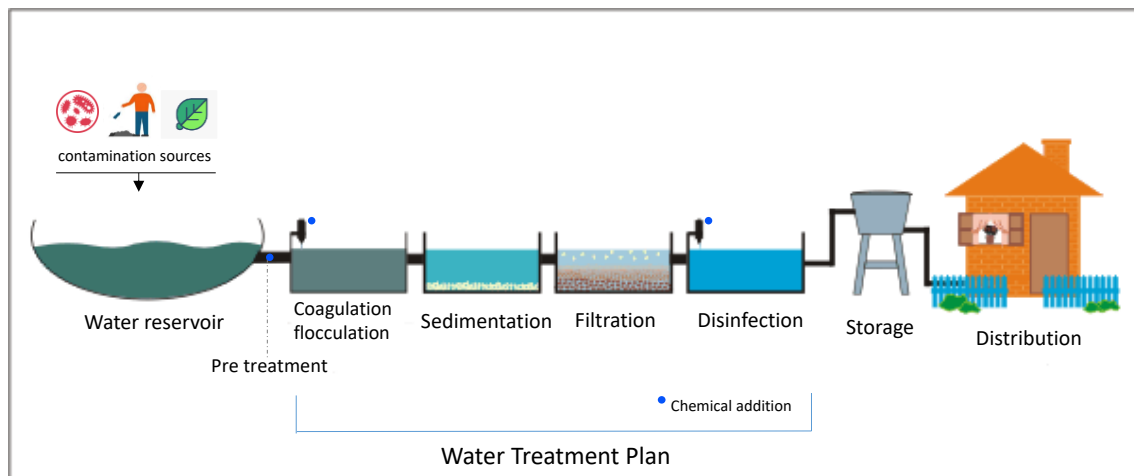 contamination sources
Water reservoir
Pre treatment
Coagulation
flocculation
Sedimentation
Filtration
Disinfection
Storage
Distribution
Chemical addition
Water Treatment Plan